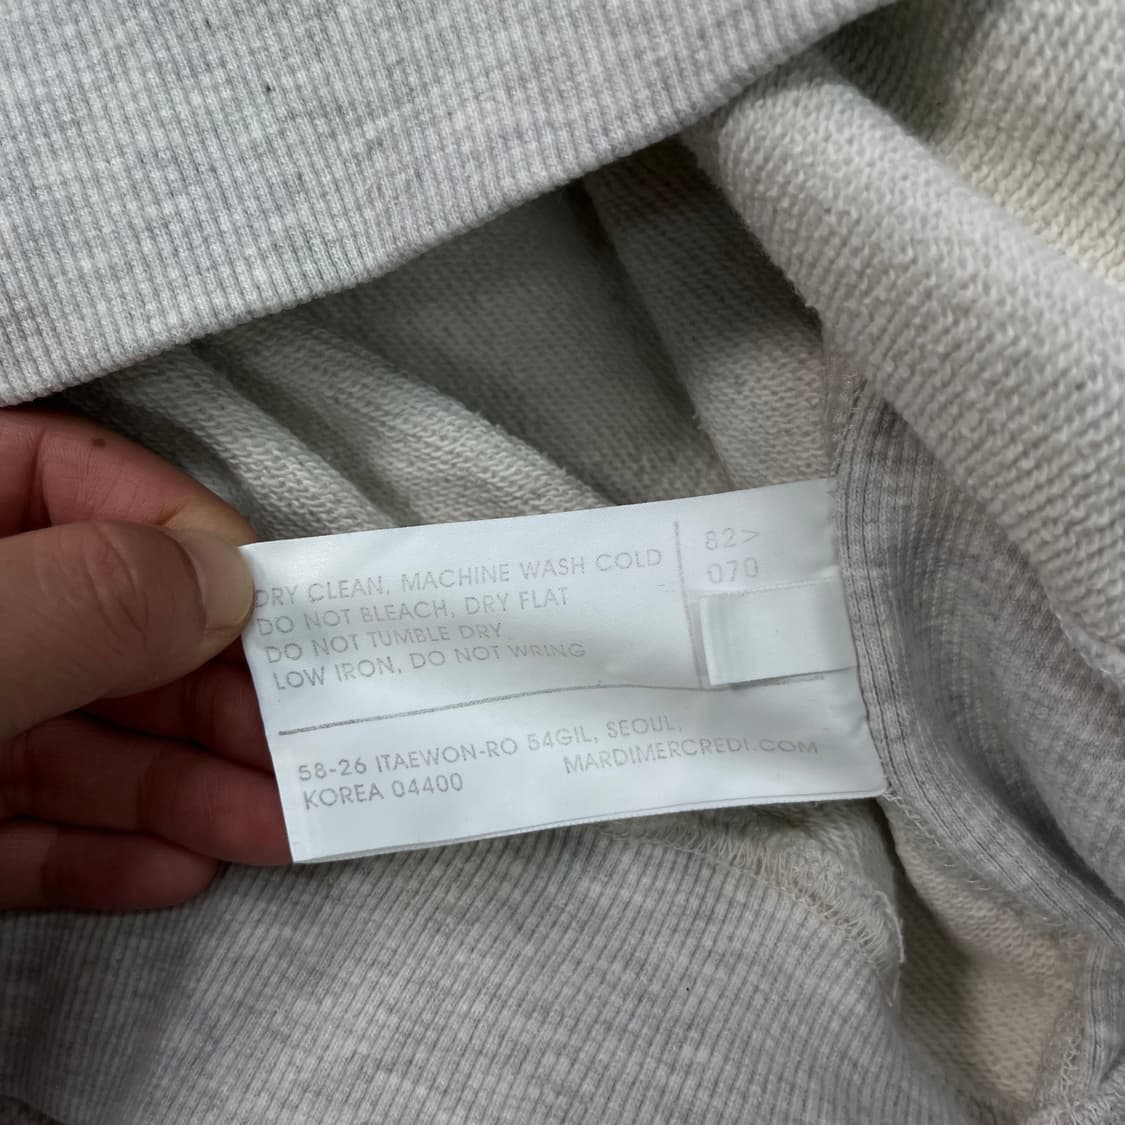 DRY CLEAN, MACHINE WASH COLD
DO NOT BLEACH, DRY FLAT
DO NOT TUMBLE DRY
LOW IRON, DO NOT WRING
82>
070
58-26 ITAEWON-RO 54GIL, SEOUL,
KOREA 04400
MARDIMERCREDI.COM